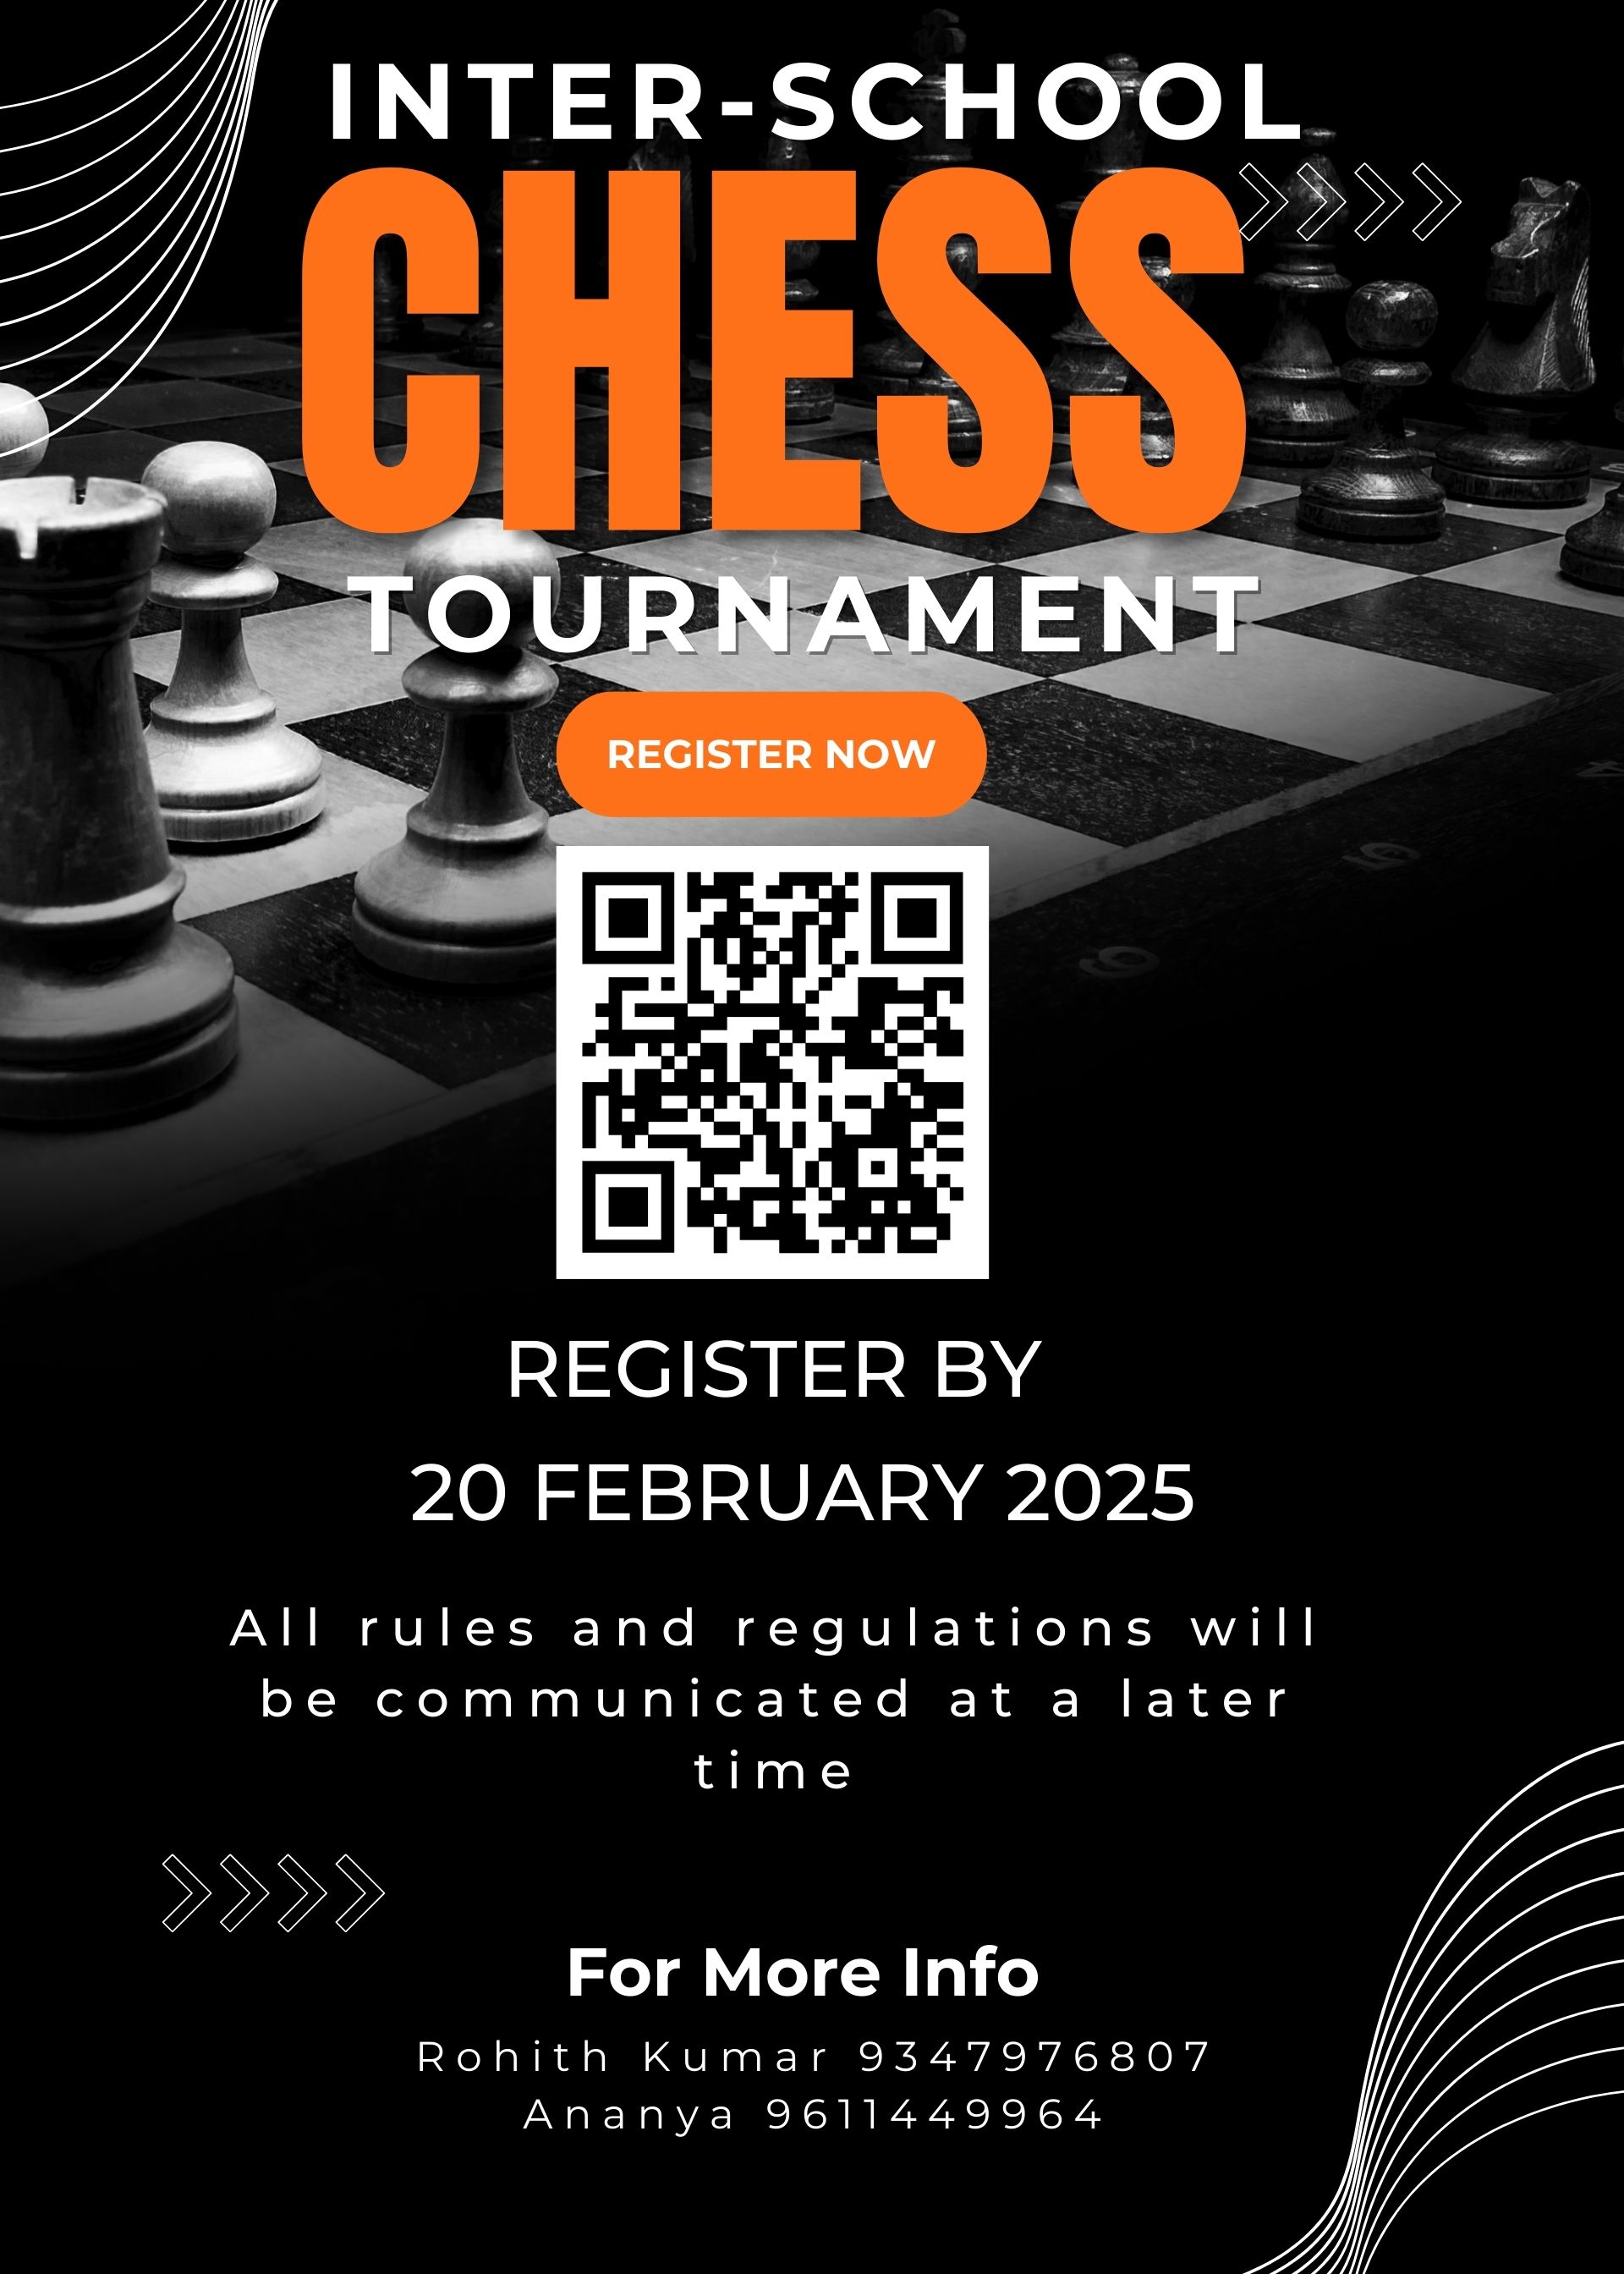 INTER-SCHOOL
CHESS
TOURNAMENT
REGISTER NOW
REGISTER BY
20 FEBRUARY 2025
All rules and regulations will
be communicated at a later
time
For More Info
Rohith Kumar 9347976807
Ananya 9611449964